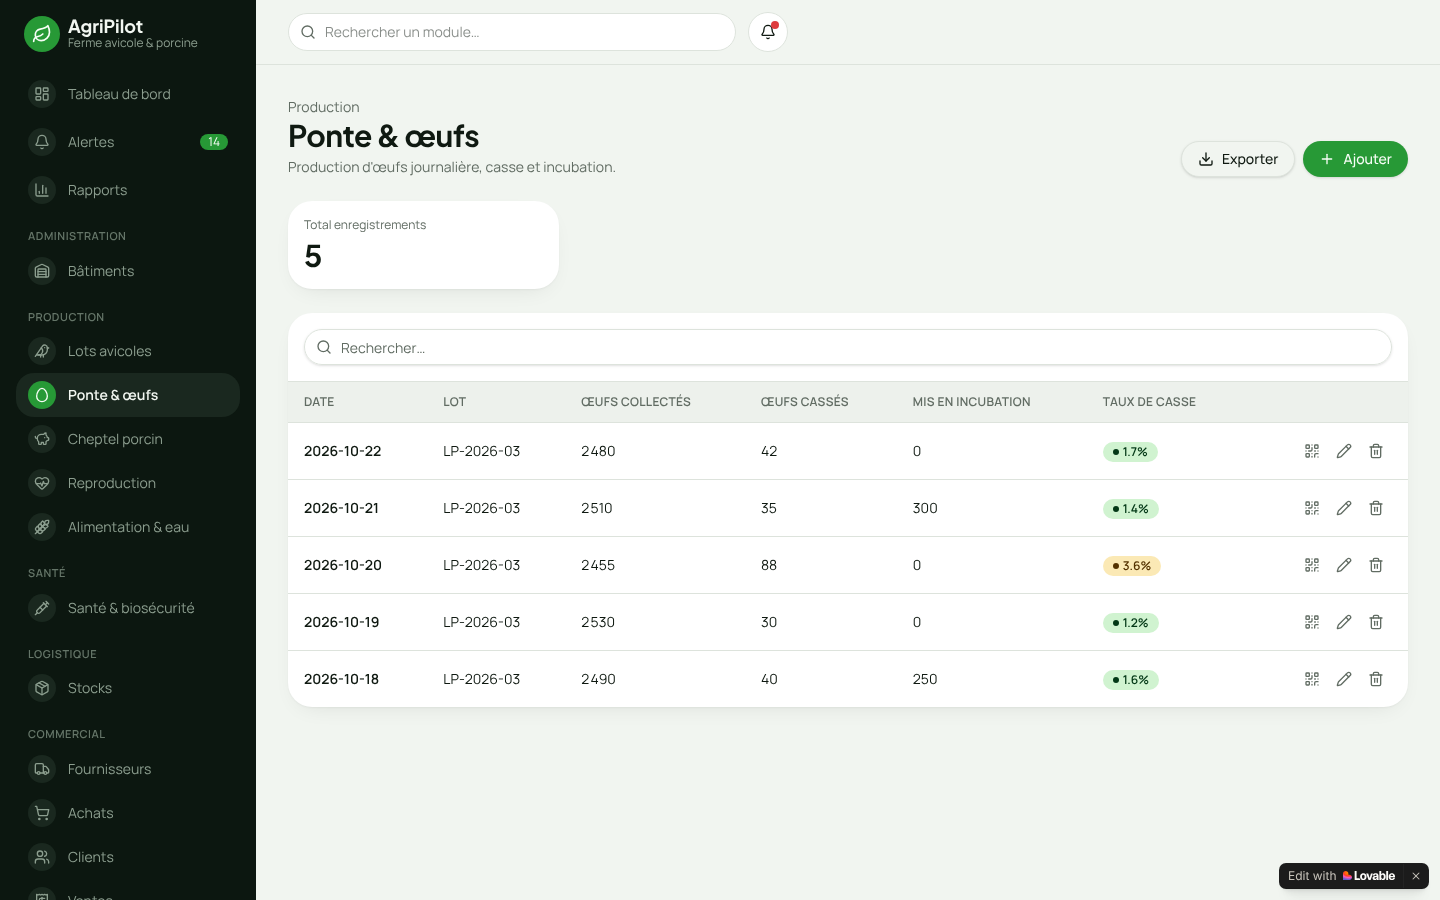 AgriPilot
Ferme avicole & porcine
Tableau de bord
Alertes 14
Rapports
ADMINISTRATION
Bâtiments
PRODUCTION
Lots avicoles
Ponte & œufs
Cheptel porcin
Reproduction
Alimentation & eau
SANTÉ
Santé & biosécurité
LOGISTIQUE
Stocks
COMMERCIAL
Fournisseurs
Achats
Clients
Ventes
Rechercher un module...
Production
Ponte & œufs
Production d'œufs journalière, casse et incubation.
Exporter
Ajouter
Total enregistrements
5
Rechercher...
DATE LOT ŒUFS COLLECTÉS ŒUFS CASSÉS MIS EN INCUBATION TAUX DE CASSE
2026-10-22 LP-2026-03 2480 42 0 1.7%
2026-10-21 LP-2026-03 2510 35 300 1.4%
2026-10-20 LP-2026-03 2455 88 0 3.6%
2026-10-19 LP-2026-03 2530 30 0 1.2%
2026-10-18 LP-2026-03 2490 40 250 1.6%
Edit with Lovable